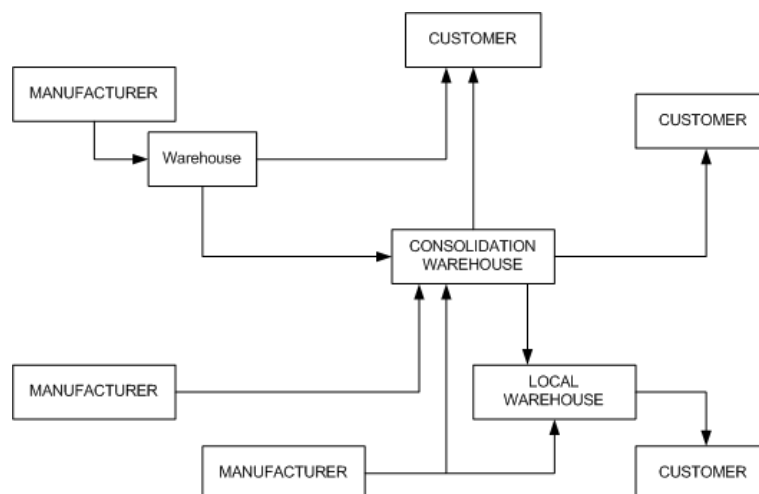 CUSTOMER
MANUFACTURER
CUSTOMER
Warehouse
CONSOLIDATION
WAREHOUSE
MANUFACTURER
LOCAL
WAREHOUSE
MANUFACTURER
CUSTOMER